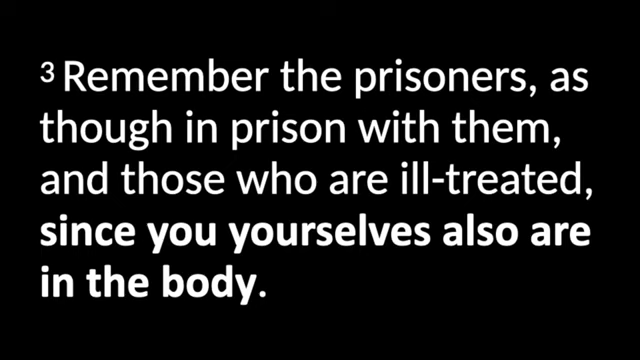 3 Remember the prisoners, as
though in prison with them,
and those who are ill-treated,
since you yourselves also are
in the body.